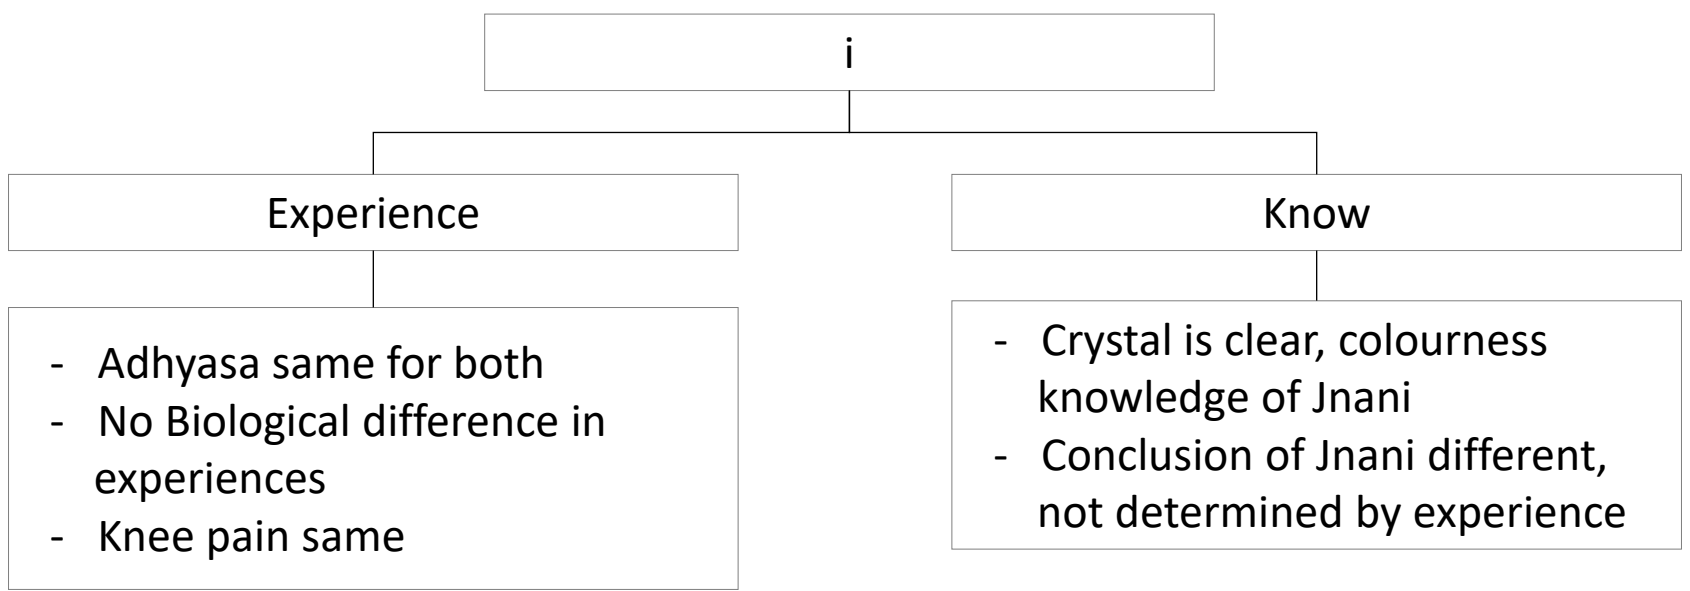 i
Experience
Know
- Adhyasa same for both
- No Biological difference in
experiences
- Knee pain same
- Crystal is clear, colourness
knowledge of Jnani
- Conclusion of Jnani different,
not determined by experience